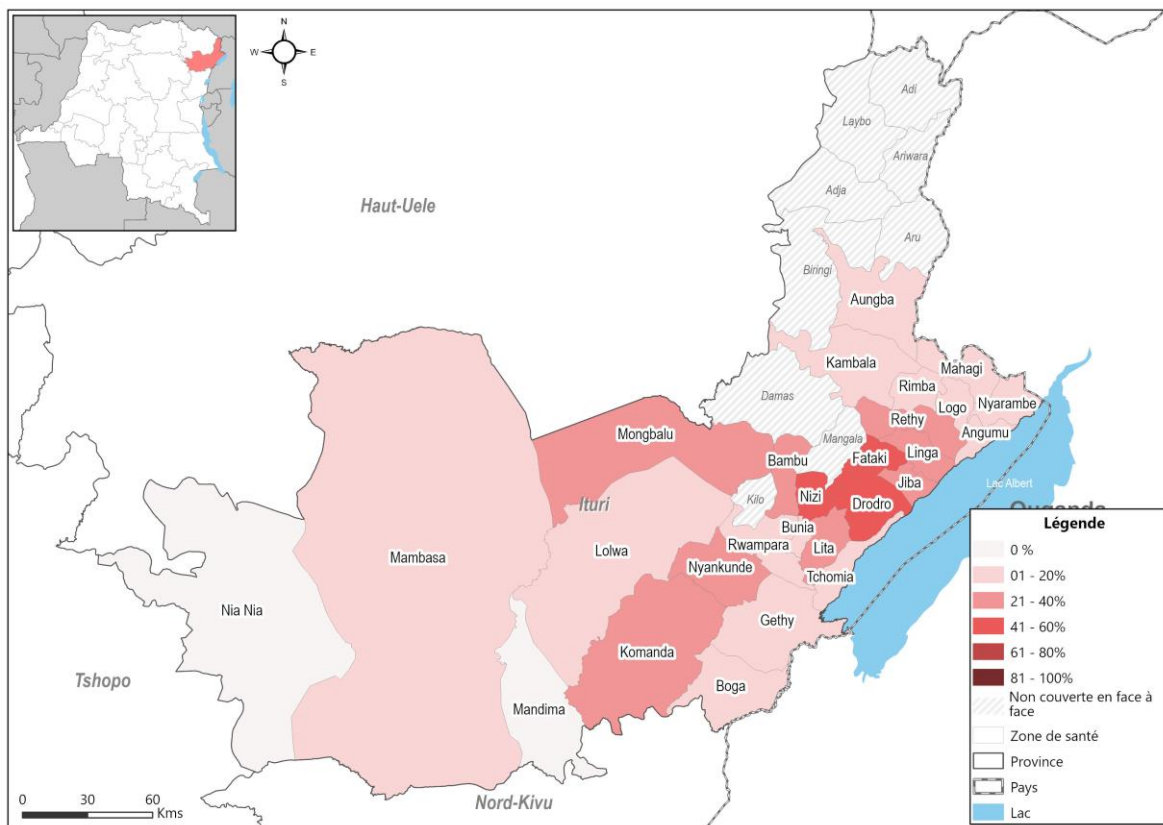 N
W
E
S
Adi
Laybo
Ariwara
Adja
Haut-Uele
Aru
Biringi
Aungba
Kambala
Mahagi
Rimba
Damas
Logo
Nyarambe
Rethy
Mongbalu
Mangala
Angumu
Bambu
Fataki
Linga
Jiba
Lac Albert
Kilo
Nizi
Ituri
Drodro
Bunia
Lolwa
Rwampara
Lita
Mambasa
Nyankunde
Tchomia
Nia Nia
Gethy
Komanda
Tshopo
Boga
Mandima
Nord-Kivu
0 30 60
Kms
Légende
0 %
01 - 20%
21 - 40%
41 - 60%
61 - 80%
81 - 100%
Non couverte en face à
face
Zone de santé
Province
Pays
Lac